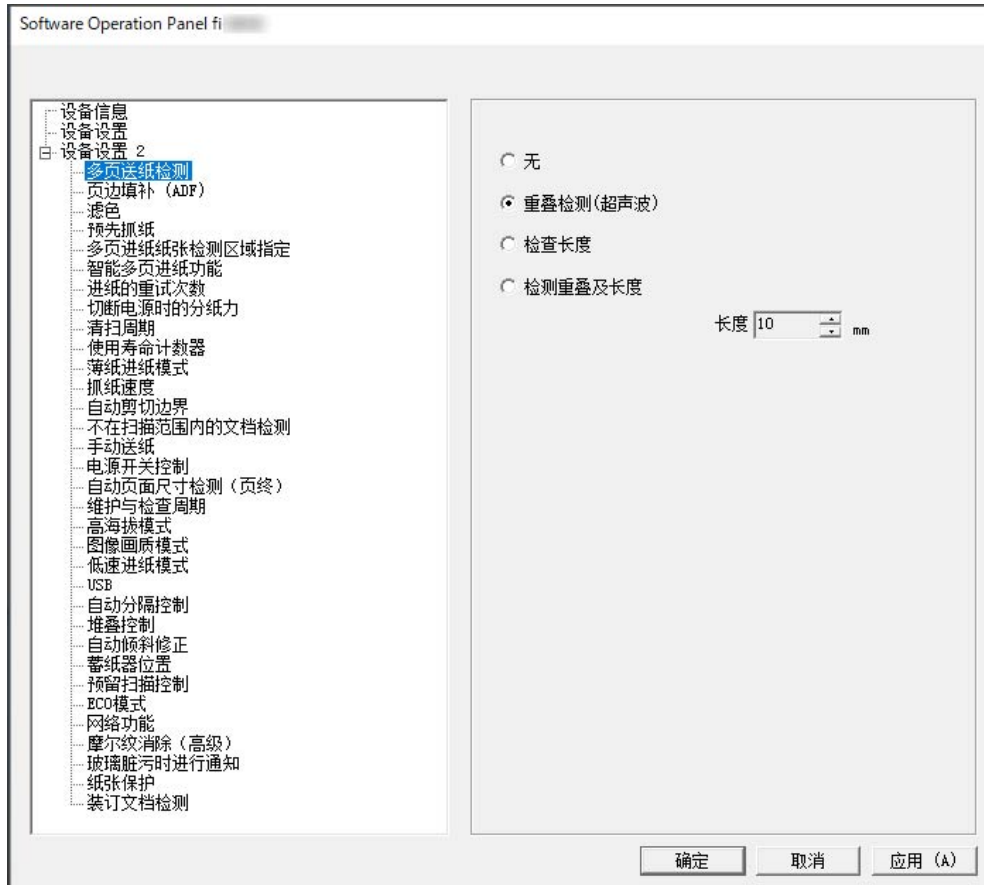 Software Operation Panel fi
设备信息
设备设置
设备设置 2
多页送纸检测
页边填补 (ADF)
滤色
预先抓纸
多页进纸纸张检测区域指定
智能多页进纸功能
进纸的重试次数
切断电源时的分纸力
清扫周期
使用寿命计数器
薄纸进纸模式
抓纸速度
自动剪切边界
不在扫描范围内的文档检测
手动送纸
电源开关控制
自动页面尺寸检测（页终）
维护与检查周期
高海拔模式
图像画质模式
低速进纸模式
USB
自动分隔控制
堆叠控制
自动倾斜修正
蓄纸器位置
预留扫描控制
ECO模式
网络功能
摩尔纹消除（高级）
玻璃脏污时进行通知
纸张保护
装订文档检测
无
重叠检测(超声波)
检查长度
检测重叠及长度
长度 10 mm
确定 取消 应用 (A)